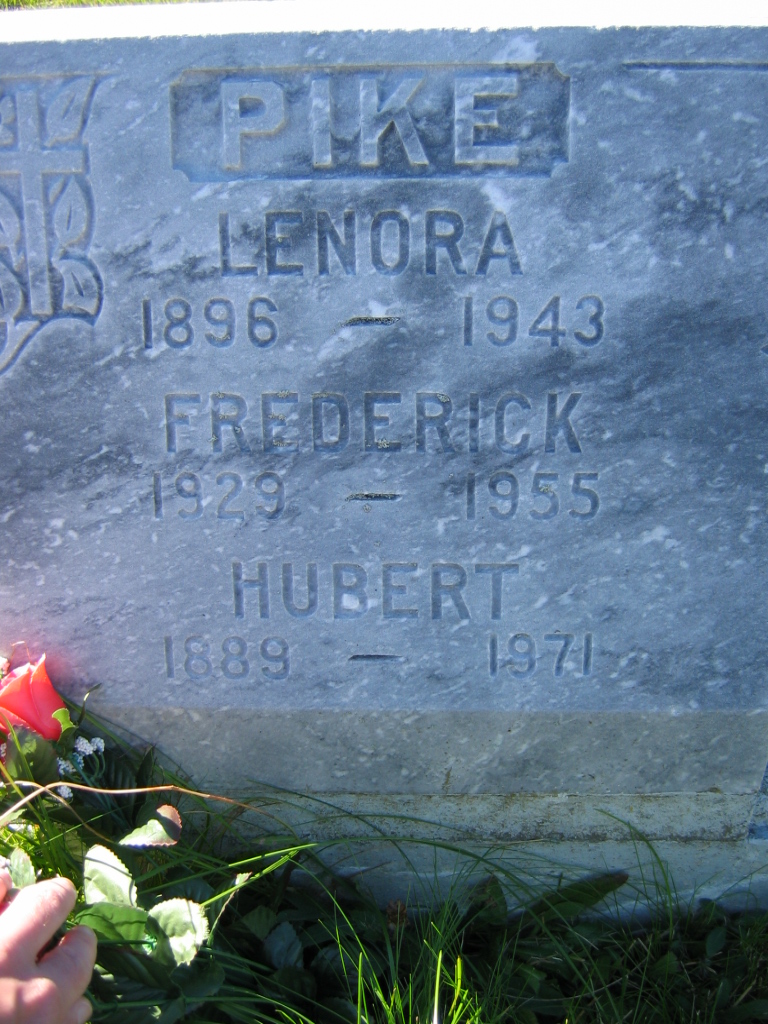 PIKE
LENORA
1896 – 1943
FREDERICK
1929 – 1955
HUBERT
1889 – 1971